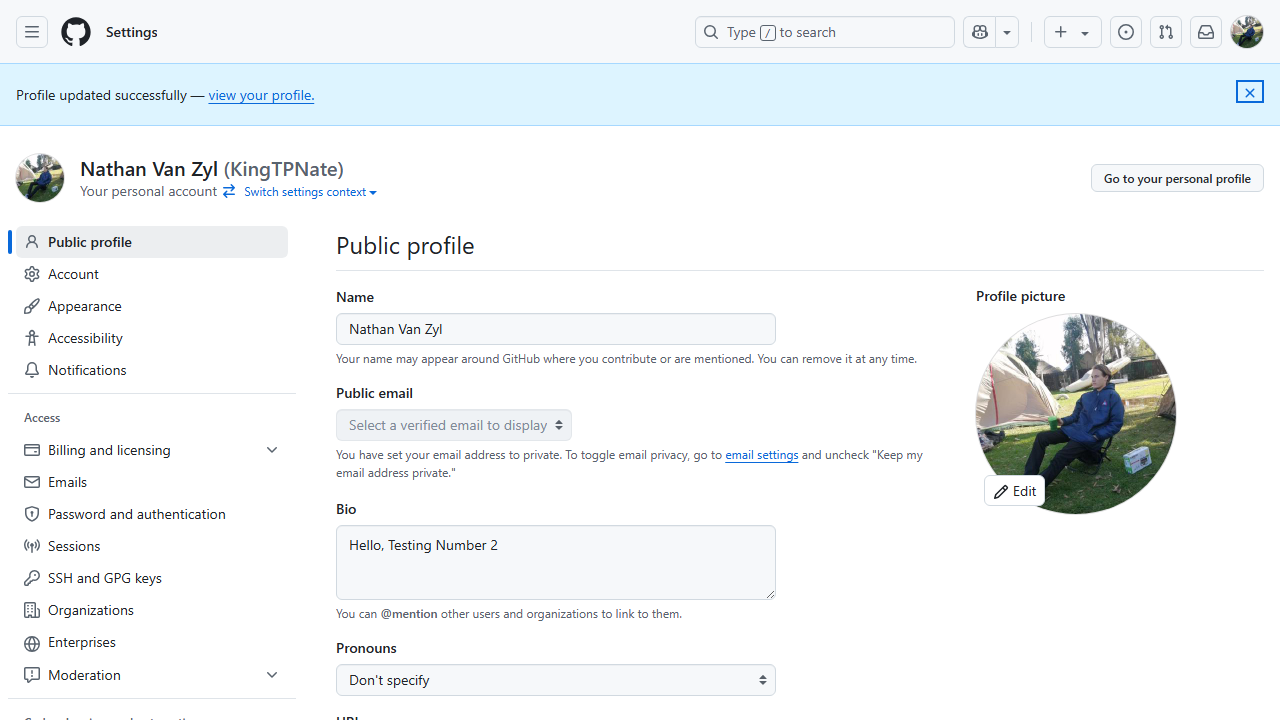 Settings
Type / to search
Profile updated successfully — view your profile.
Nathan Van Zyl (KingTPNate)
Your personal account
Switch settings context
Go to your personal profile
Public profile
Account
Appearance
Accessibility
Notifications
Access
Billing and licensing
Emails
Password and authentication
Sessions
SSH and GPG keys
Organizations
Enterprises
Moderation
Public profile
Name
Nathan Van Zyl
Your name may appear around GitHub where you contribute or are mentioned. You can remove it at any time.
Public email
Select a verified email to display
You have set your email address to private. To toggle email privacy, go to email settings and uncheck "Keep my
email address private."
Bio
Hello, Testing Number 2
You can @mention other users and organizations to link to them.
Pronouns
Don't specify
Profile picture
Edit